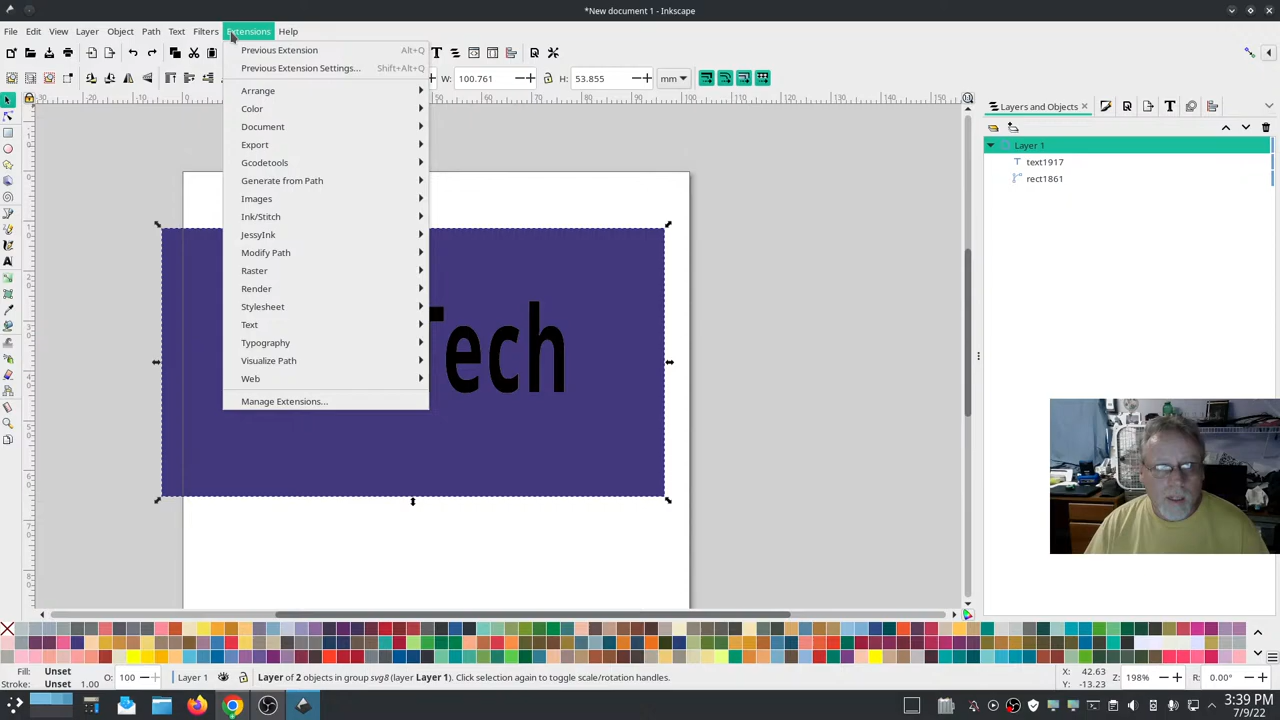 *New document 1 - Inkscape
File Edit View Layer Object Path Text Filters Extensions Help
Previous Extension Alt+Q
Previous Extension Settings... Shift+Alt+Q
W: 100.761 H: 53.855 mm
Arrange
Color
Document
Export
Gcodetools
Generate from Path
Images
Ink/Stitch
JessyInk
Modify Path
Raster
Render
Stylesheet
Text
Typography
Visualize Path
Web
Manage Extensions...
Tech
Layers and Objects
Layer 1
text1917
rect1861
Fill: Unset
Stroke: Unset 1.00
O: 100
Layer 1
Layer of 2 objects in group svg8 (layer Layer 1). Click selection again to toggle scale/rotation handles.
X: 42.63
Y: -13.23
Z: 198%
R: 0.00°
3:39 PM
7/9/22